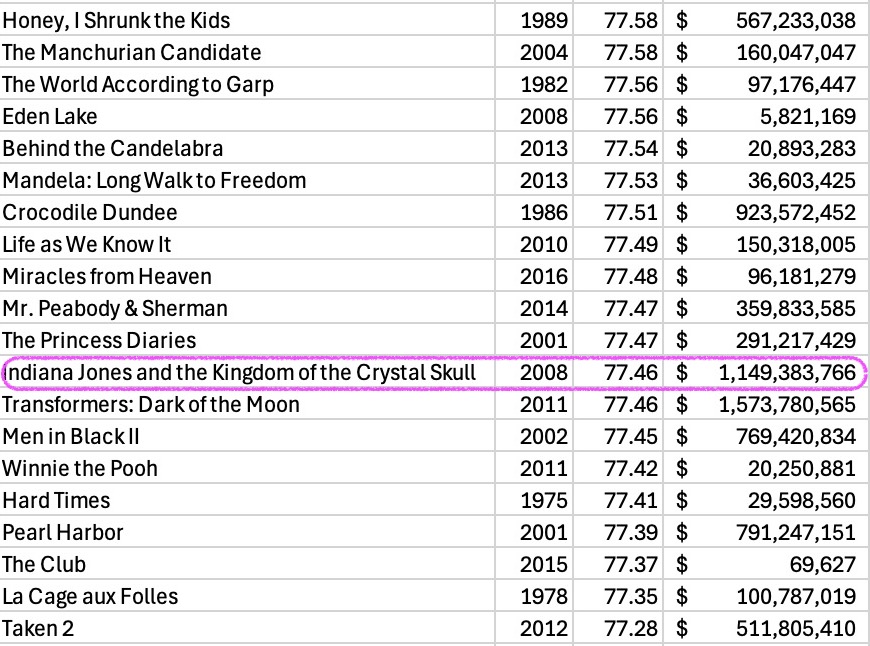 Honey, I Shrunk the Kids 1989 77.58 $ 567,233,038
The Manchurian Candidate 2004 77.58 $ 160,047,047
The World According to Garp 1982 77.56 $ 97,176,447
Eden Lake 2008 77.56 $ 5,821,169
Behind the Candelabra 2013 77.54 $ 20,893,283
Mandela: Long Walk to Freedom 2013 77.53 $ 36,603,425
Crocodile Dundee 1986 77.51 $ 923,572,452
Life as We Know It 2010 77.49 $ 150,318,005
Miracles from Heaven 2016 77.48 $ 96,181,279
Mr. Peabody & Sherman 2014 77.47 $ 359,833,585
The Princess Diaries 2001 77.47 $ 291,217,429
Indiana Jones and the Kingdom of the Crystal Skull 2008 77.46 $ 1,149,383,766
Transformers: Dark of the Moon 2011 77.46 $ 1,573,780,565
Men in Black II 2002 77.45 $ 769,420,834
Winnie the Pooh 2011 77.42 $ 20,250,881
Hard Times 1975 77.41 $ 29,598,560
Pearl Harbor 2001 77.39 $ 791,247,151
The Club 2015 77.37 $ 69,627
La Cage aux Folles 1978 77.35 $ 100,787,019
Taken 2 2012 77.28 $ 511,805,410